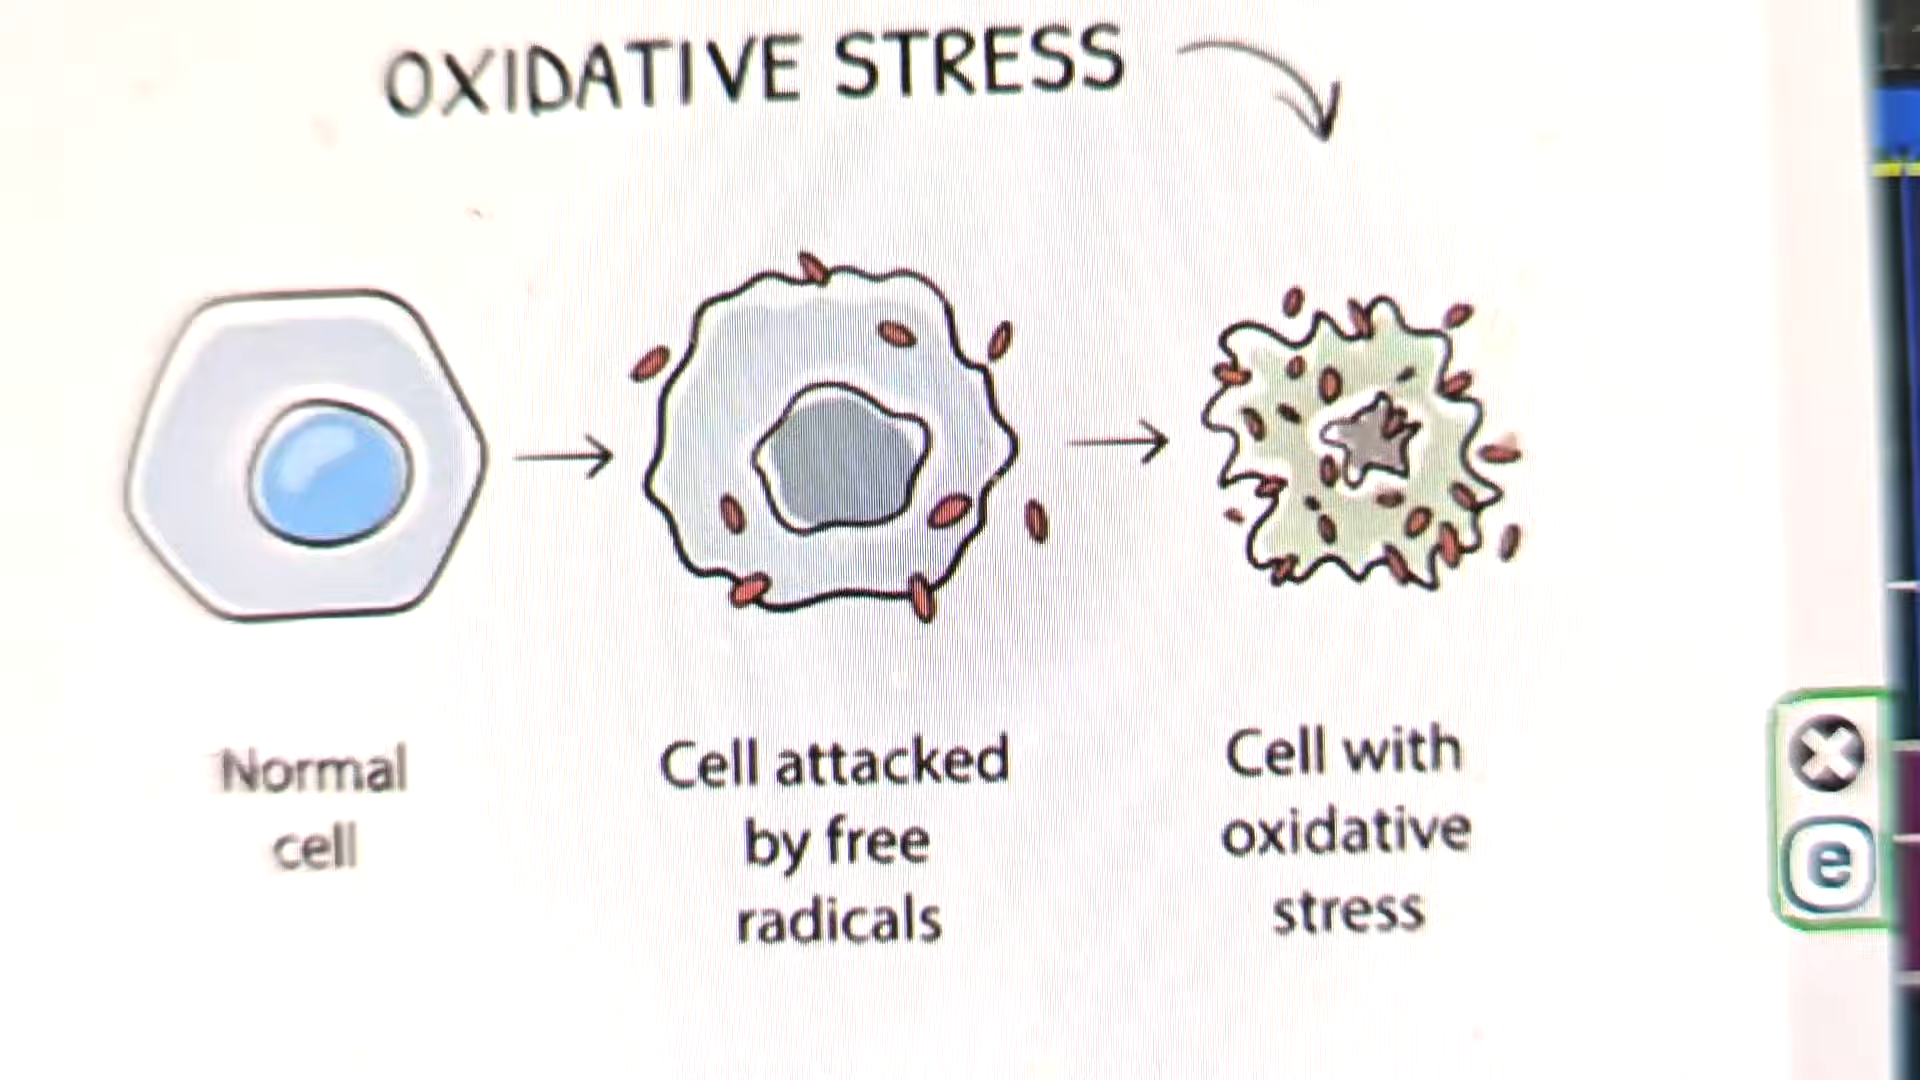 OXIDATIVE STRESS
Normal
cell
Cell attacked
by free
radicals
Cell with
oxidative
stress
e